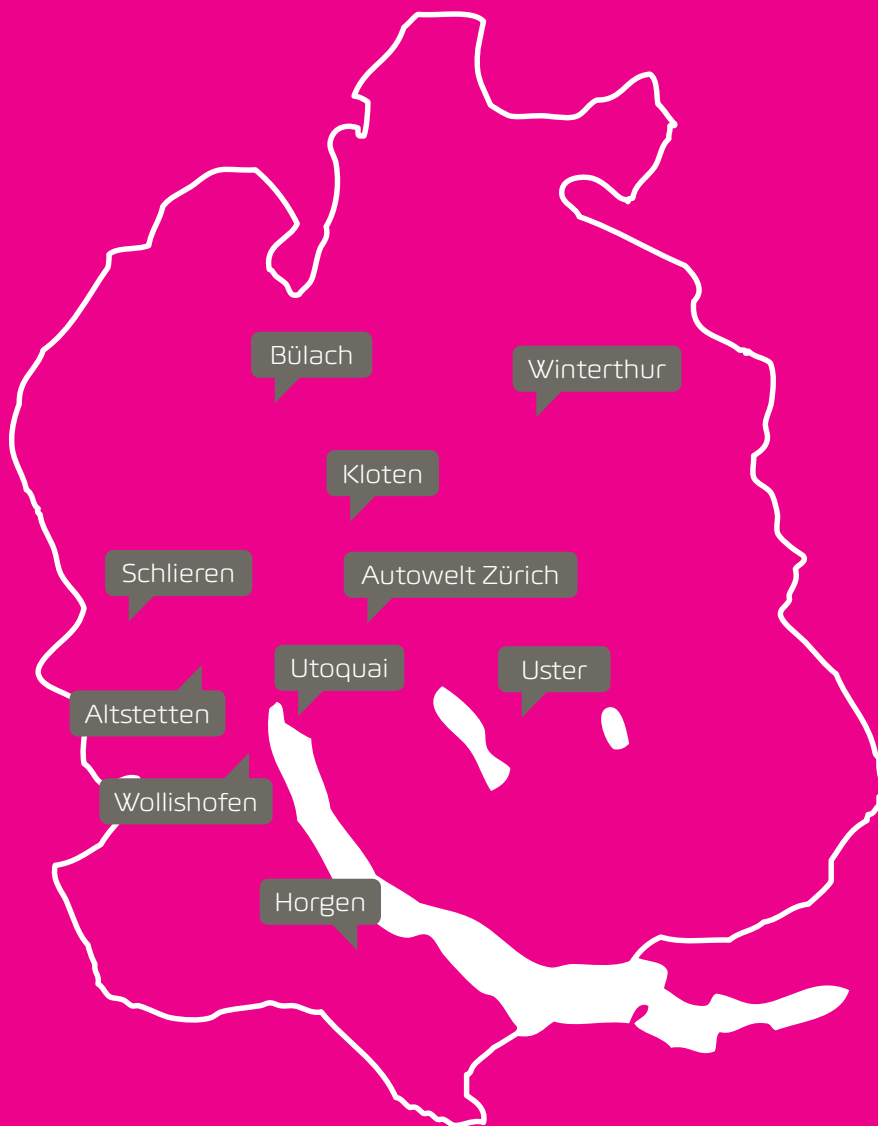 Bülach
Winterthur
Kloten
Schlieren
Autowelt Zürich
Utoquai
Uster
Altstetten
Wollishofen
Horgen